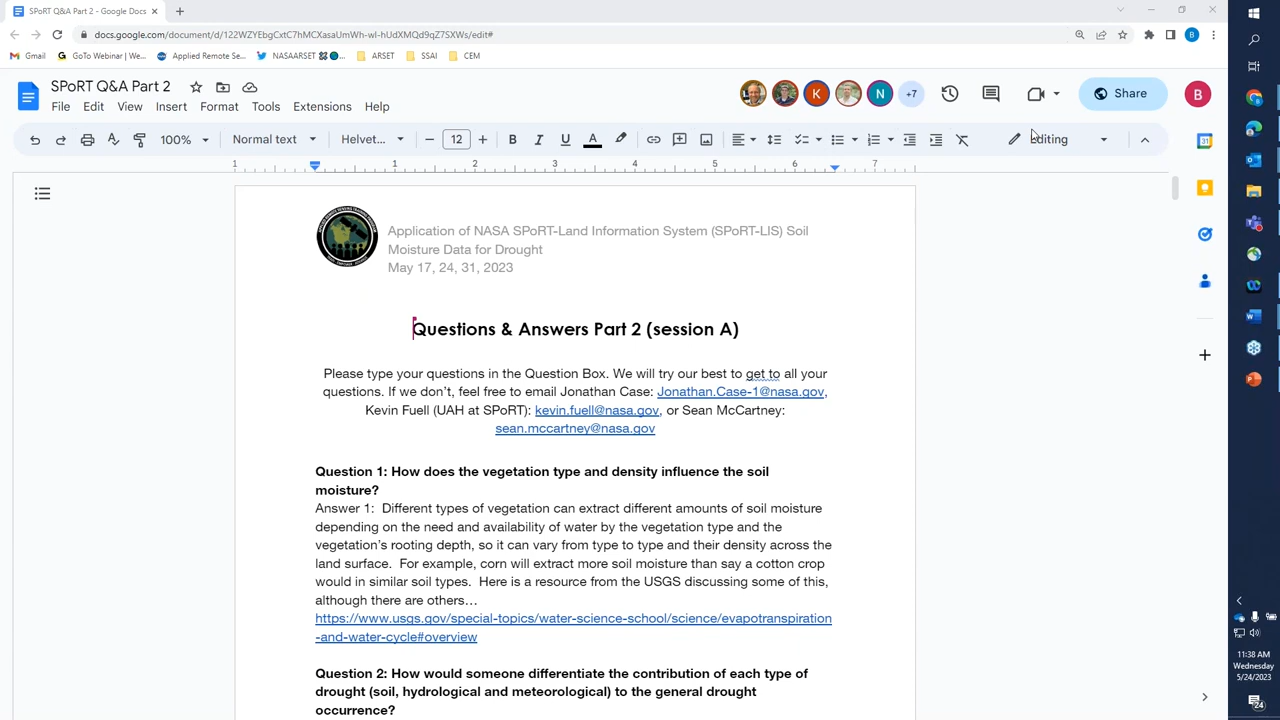 SPoRT Q&A Part 2 - Google Docs
docs.google.com/document/d/122WZYEbgCxtC7hMCXasaUmWh-wI-hUdXMQd9qZ7SXWs/edit#
Gmail GoTo Webinar | We... Applied Remote Se... NASAARSET ARSET SSAI CEM
SPoRT Q&A Part 2
File Edit View Insert Format Tools Extensions Help
K N +7 Share B
100% Normal text Helvet... 12 B I U A Editing
1 1 2 3 4 5 6 7
Application of NASA SPoRT-Land Information System (SPoRT-LIS) Soil
Moisture Data for Drought
May 17, 24, 31, 2023
Questions & Answers Part 2 (session A)
Please type your questions in the Question Box. We will try our best to get to all your
questions. If we don't, feel free to email Jonathan Case: Jonathan.Case-1@nasa.gov,
Kevin Fuell (UAH at SPoRT): kevin.fuell@nasa.gov, or Sean McCartney:
sean.mccartney@nasa.gov
Question 1: How does the vegetation type and density influence the soil
moisture?
Answer 1: Different types of vegetation can extract different amounts of soil moisture
depending on the need and availability of water by the vegetation type and the
vegetation's rooting depth, so it can vary from type to type and their density across the
land surface. For example, corn will extract more soil moisture than say a cotton crop
would in similar soil types. Here is a resource from the USGS discussing some of this,
although there are others…
https://www.usgs.gov/special-topics/water-science-school/science/evapotranspiration
-and-water-cycle#overview
Question 2: How would someone differentiate the contribution of each type of
drought (soil, hydrological and meteorological) to the general drought
occurrence?
11:38 AM
Wednesday
5/24/2023
24